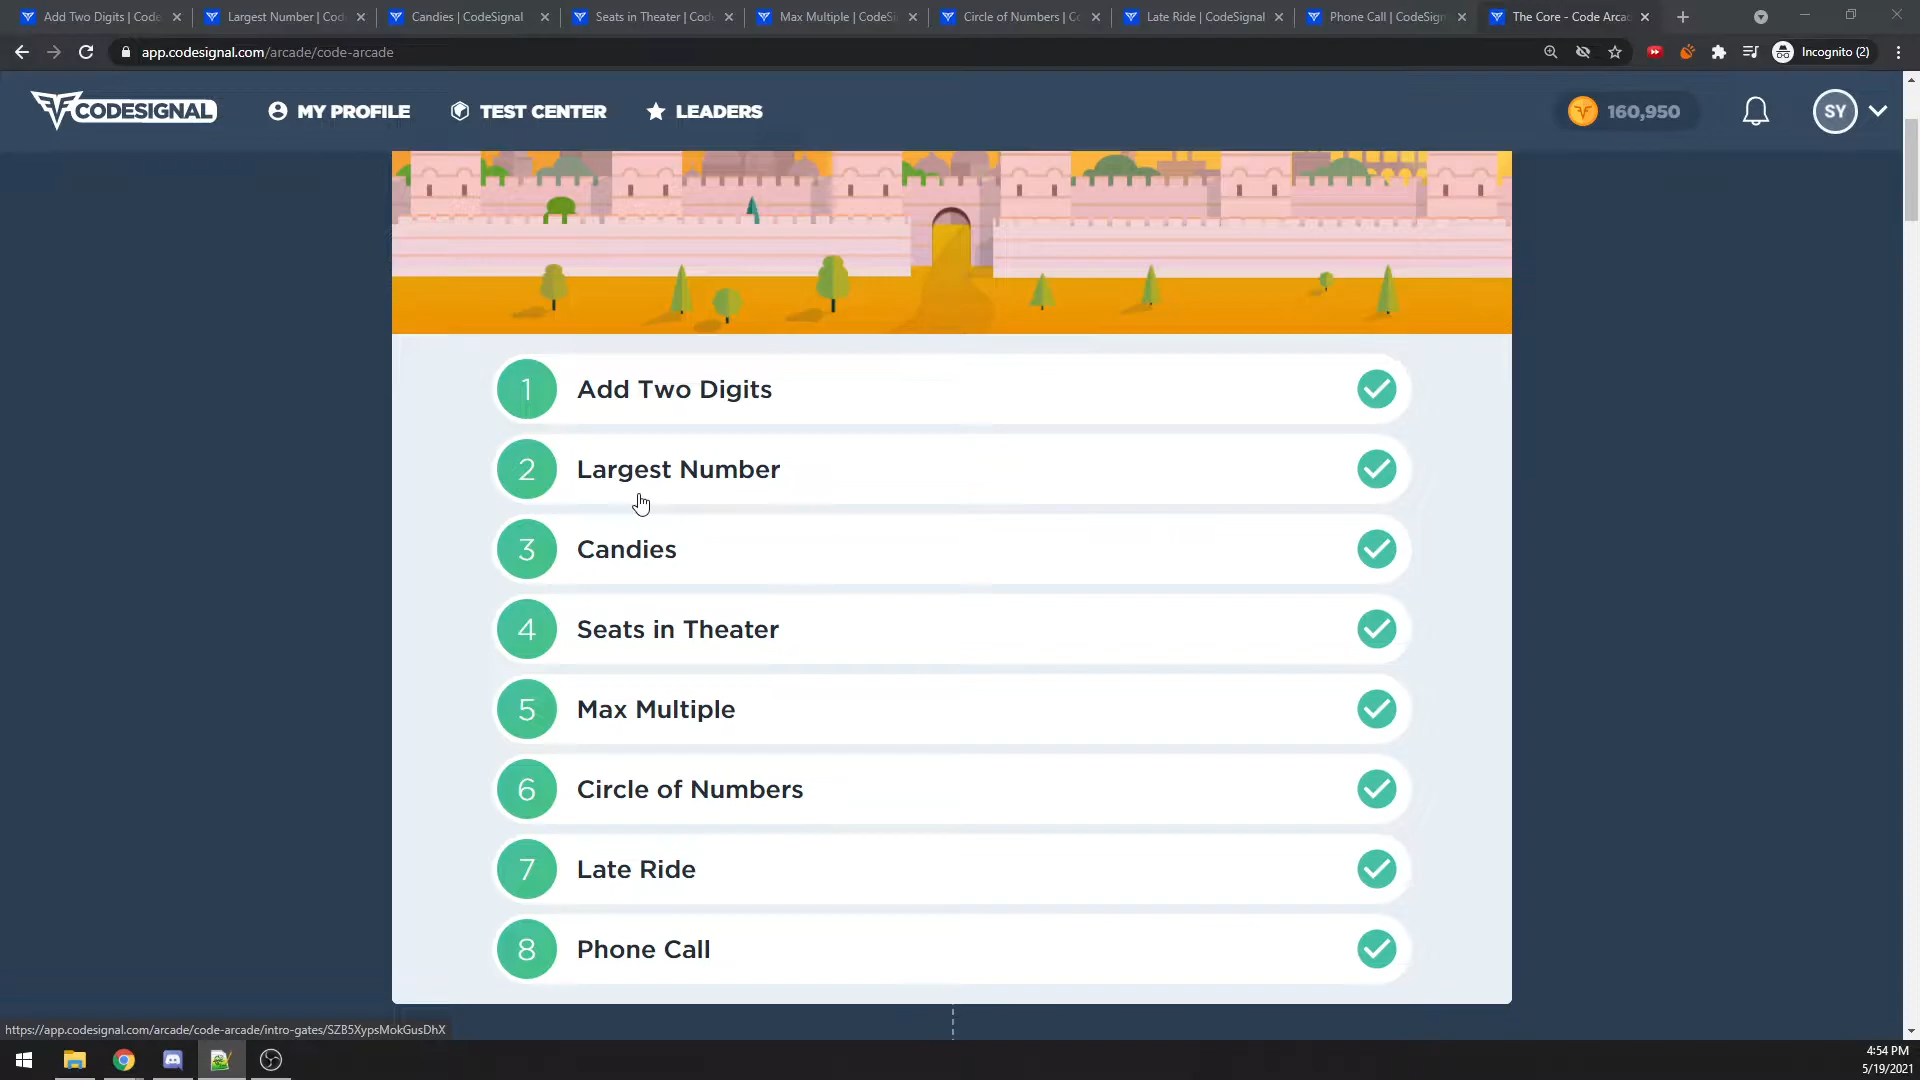 Add Two Digits | Code
Largest Number | Cod
Candies | CodeSignal
Seats in Theater | Cod
Max Multiple | CodeSi
Circle of Numbers | Co
Late Ride | CodeSignal
Phone Call | CodeSign
The Core - Code Arca
app.codesignal.com/arcade/code-arcade
Incognito (2)
CODESIGNAL
MY PROFILE
TEST CENTER
LEADERS
160,950
SY
1 Add Two Digits
2 Largest Number
3 Candies
4 Seats in Theater
5 Max Multiple
6 Circle of Numbers
7 Late Ride
8 Phone Call
https://app.codesignal.com/arcade/code-arcade/intro-gates/SZB5XypsMokGusDhX
4:54 PM
5/19/2021